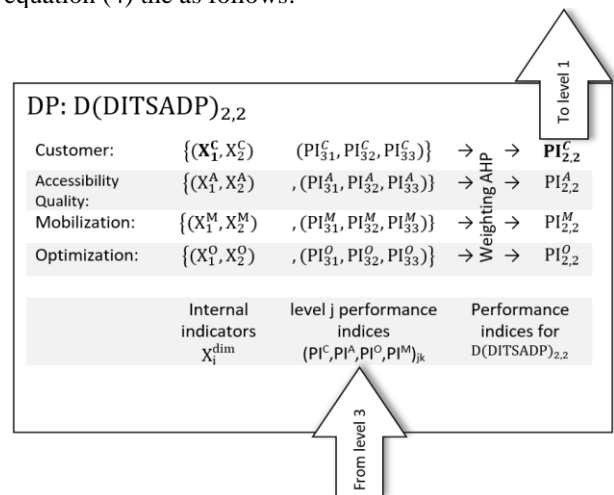 equation (4) the as follows:
To level 1
DP: D(DITSADP)₂,₂
Customer: {(X₁ᶜ, X₂ᶜ) (PI₃₁ᶜ, PI₃₂ᶜ, PI₃₃ᶜ)} → → PI₂,₂ᶜ
Accessibility
Quality: {(X₁ᴬ, X₂ᴬ) , (PI₃₁ᴬ, PI₃₂ᴬ, PI₃₃ᴬ)} → → PI₂,₂ᴬ
Mobilization: {(X₁ᴹ, X₂ᴹ) , (PI₃₁ᴹ, PI₃₂ᴹ, PI₃₃ᴹ)} → → PI₂,₂ᴹ
Optimization: {(X₁ᴼ, X₂ᴼ) , (PI₃₁ᴼ, PI₃₂ᴼ, PI₃₃ᴼ)} → → PI₂,₂ᴼ
Weighting AHP
Internal level j performance Performance
indicators indices indices for
Xᵢᵈⁱᵐ (PIᶜ,PIᴬ,PIᴼ,PIᴹ)ⱼₖ D(DITSADP)₂,₂
From level 3